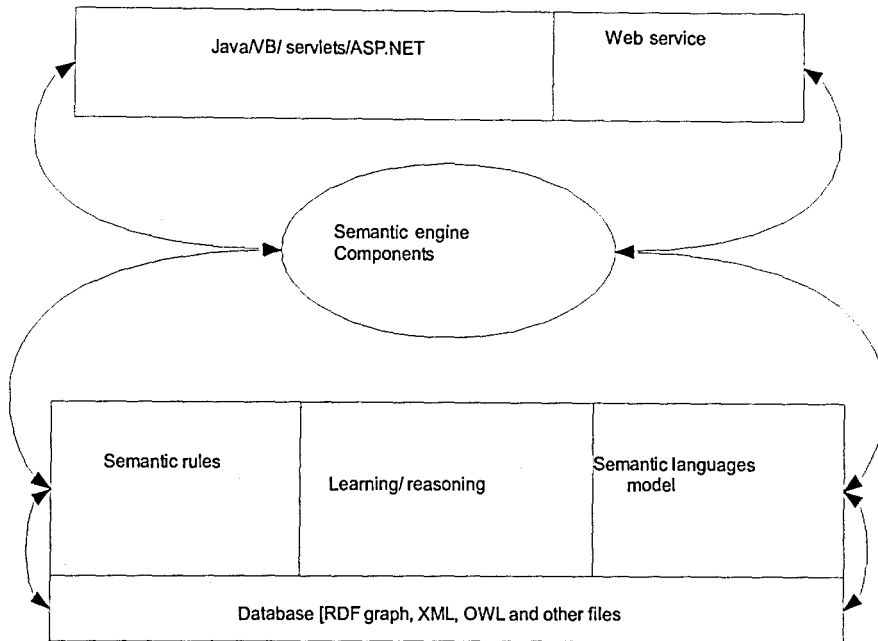 Java/VB/ servlets/ASP.NET
Web service
Semantic engine
Components
Semantic rules
Learning/ reasoning
Semantic languages
model
Database [RDF graph, XML, OWL and other files